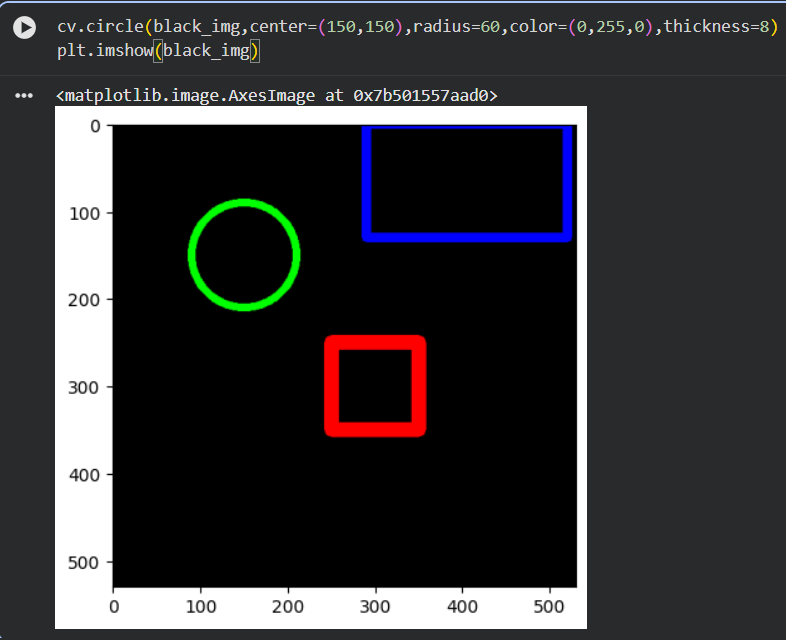 cv.circle(black_img,center=(150,150),radius=60,color=(0,255,0),thickness=8)
plt.imshow(black_img)
<matplotlib.image.AxesImage at 0x7b501557aad0>
0
100
200
300
400
500
0 100 200 300 400 500